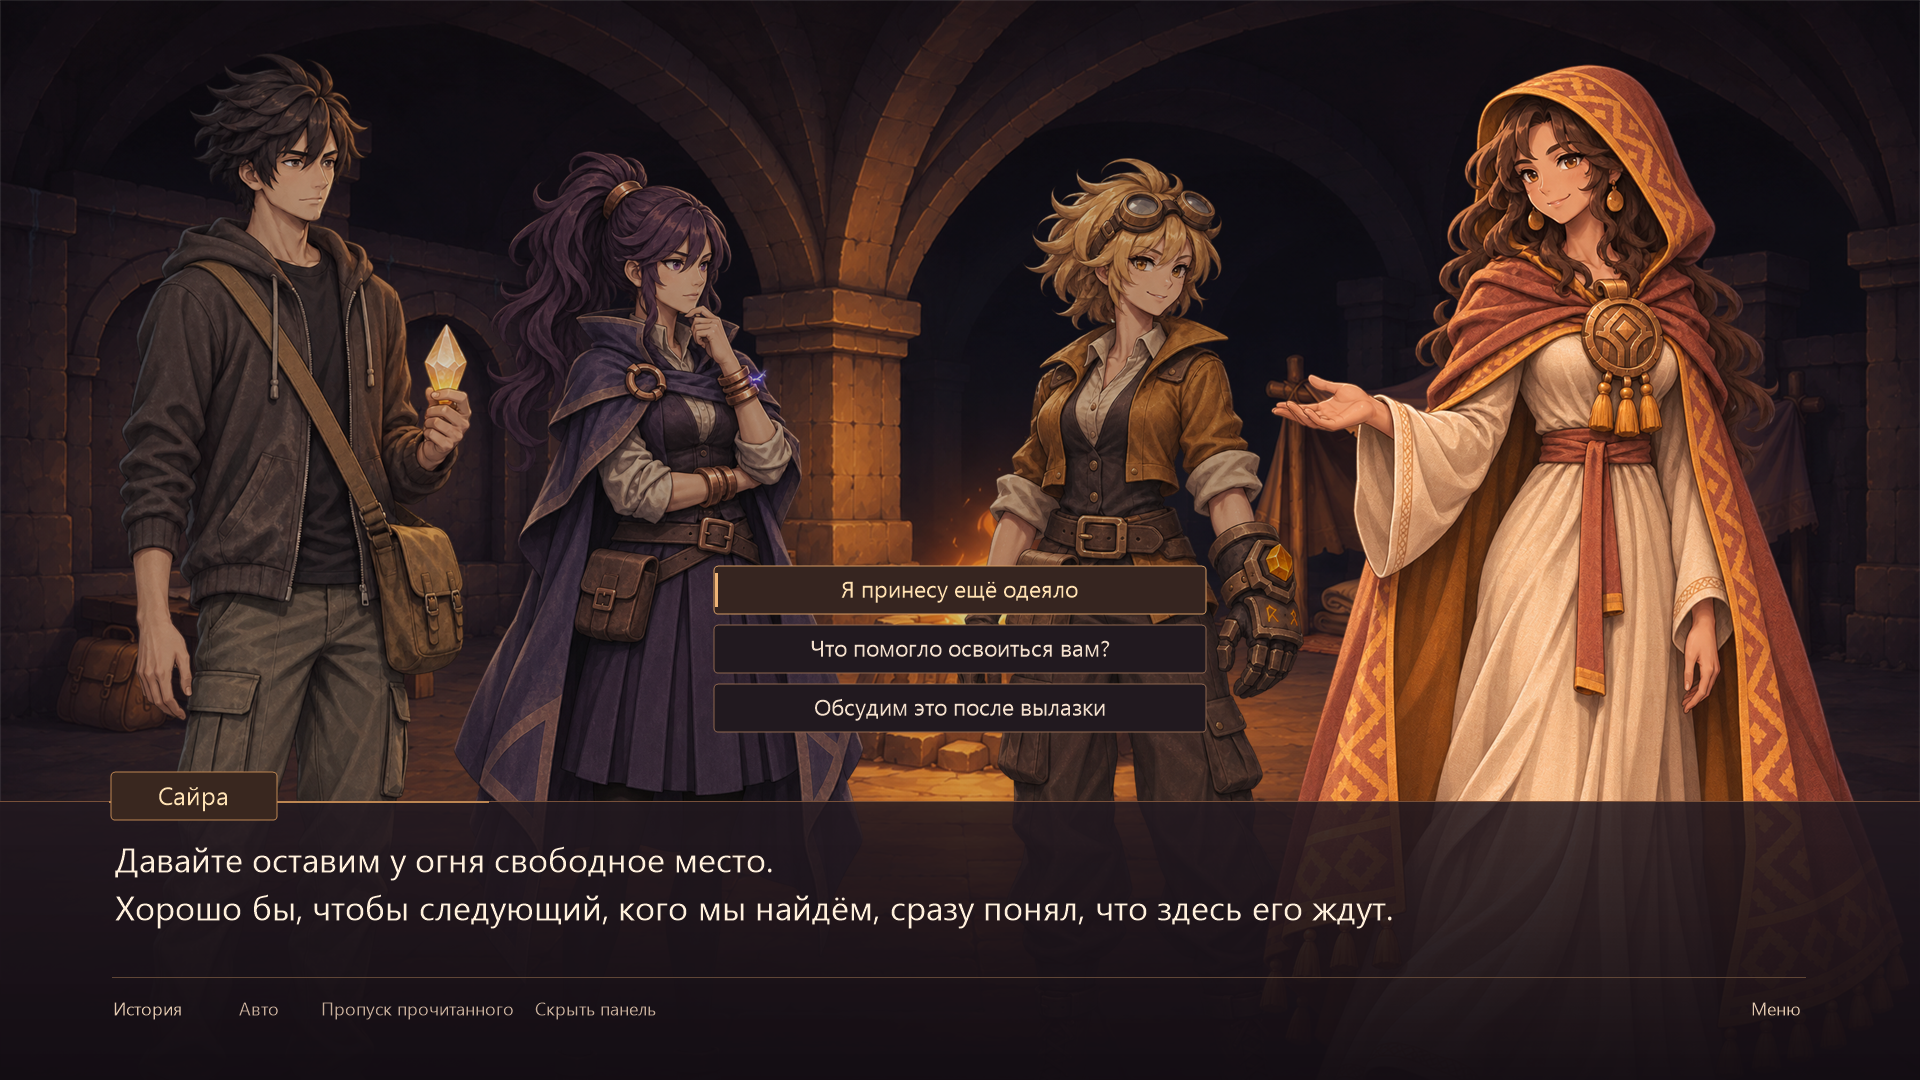 Я принесу ещё одеяло
Что помогло освоиться вам?
Обсудим это после вылазки
Сайра
Давайте оставим у огня свободное место.
Хорошо бы, чтобы следующий, кого мы найдём, сразу понял, что здесь его ждут.
История Авто Пропуск прочитанного Скрыть панель Меню